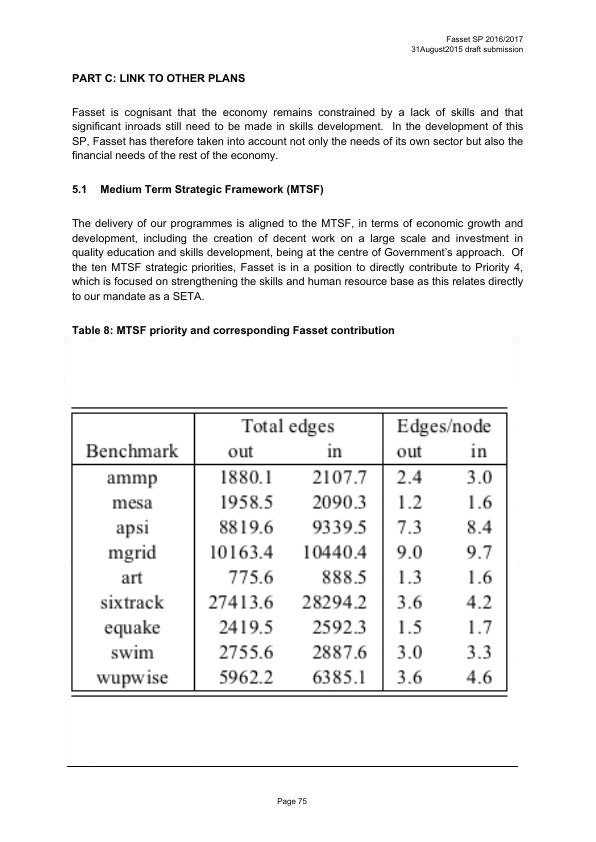 Fasset SP 2016/2017
31August2015 draft submission
PART C: LINK TO OTHER PLANS
Fasset is cognisant that the economy remains constrained by a lack of skills and that
significant inroads still need to be made in skills development. In the development of this
SP, Fasset has therefore taken into account not only the needs of its own sector but also the
financial needs of the rest of the economy.
5.1 Medium Term Strategic Framework (MTSF)
The delivery of our programmes is aligned to the MTSF, in terms of economic growth and
development, including the creation of decent work on a large scale and investment in
quality education and skills development, being at the centre of Government's approach. Of
the ten MTSF strategic priorities, Fasset is in a position to directly contribute to Priority 4,
which is focused on strengthening the skills and human resource base as this relates directly
to our mandate as a SETA.
Table 8: MTSF priority and corresponding Fasset contribution
Total edges Edges/node
Benchmark out in out in
ammp 1880.1 2107.7 2.4 3.0
mesa 1958.5 2090.3 1.2 1.6
apsi 8819.6 9339.5 7.3 8.4
mgrid 10163.4 10440.4 9.0 9.7
art 775.6 888.5 1.3 1.6
sixtrack 27413.6 28294.2 3.6 4.2
equake 2419.5 2592.3 1.5 1.7
swim 2755.6 2887.6 3.0 3.3
wupwise 5962.2 6385.1 3.6 4.6
Page 75